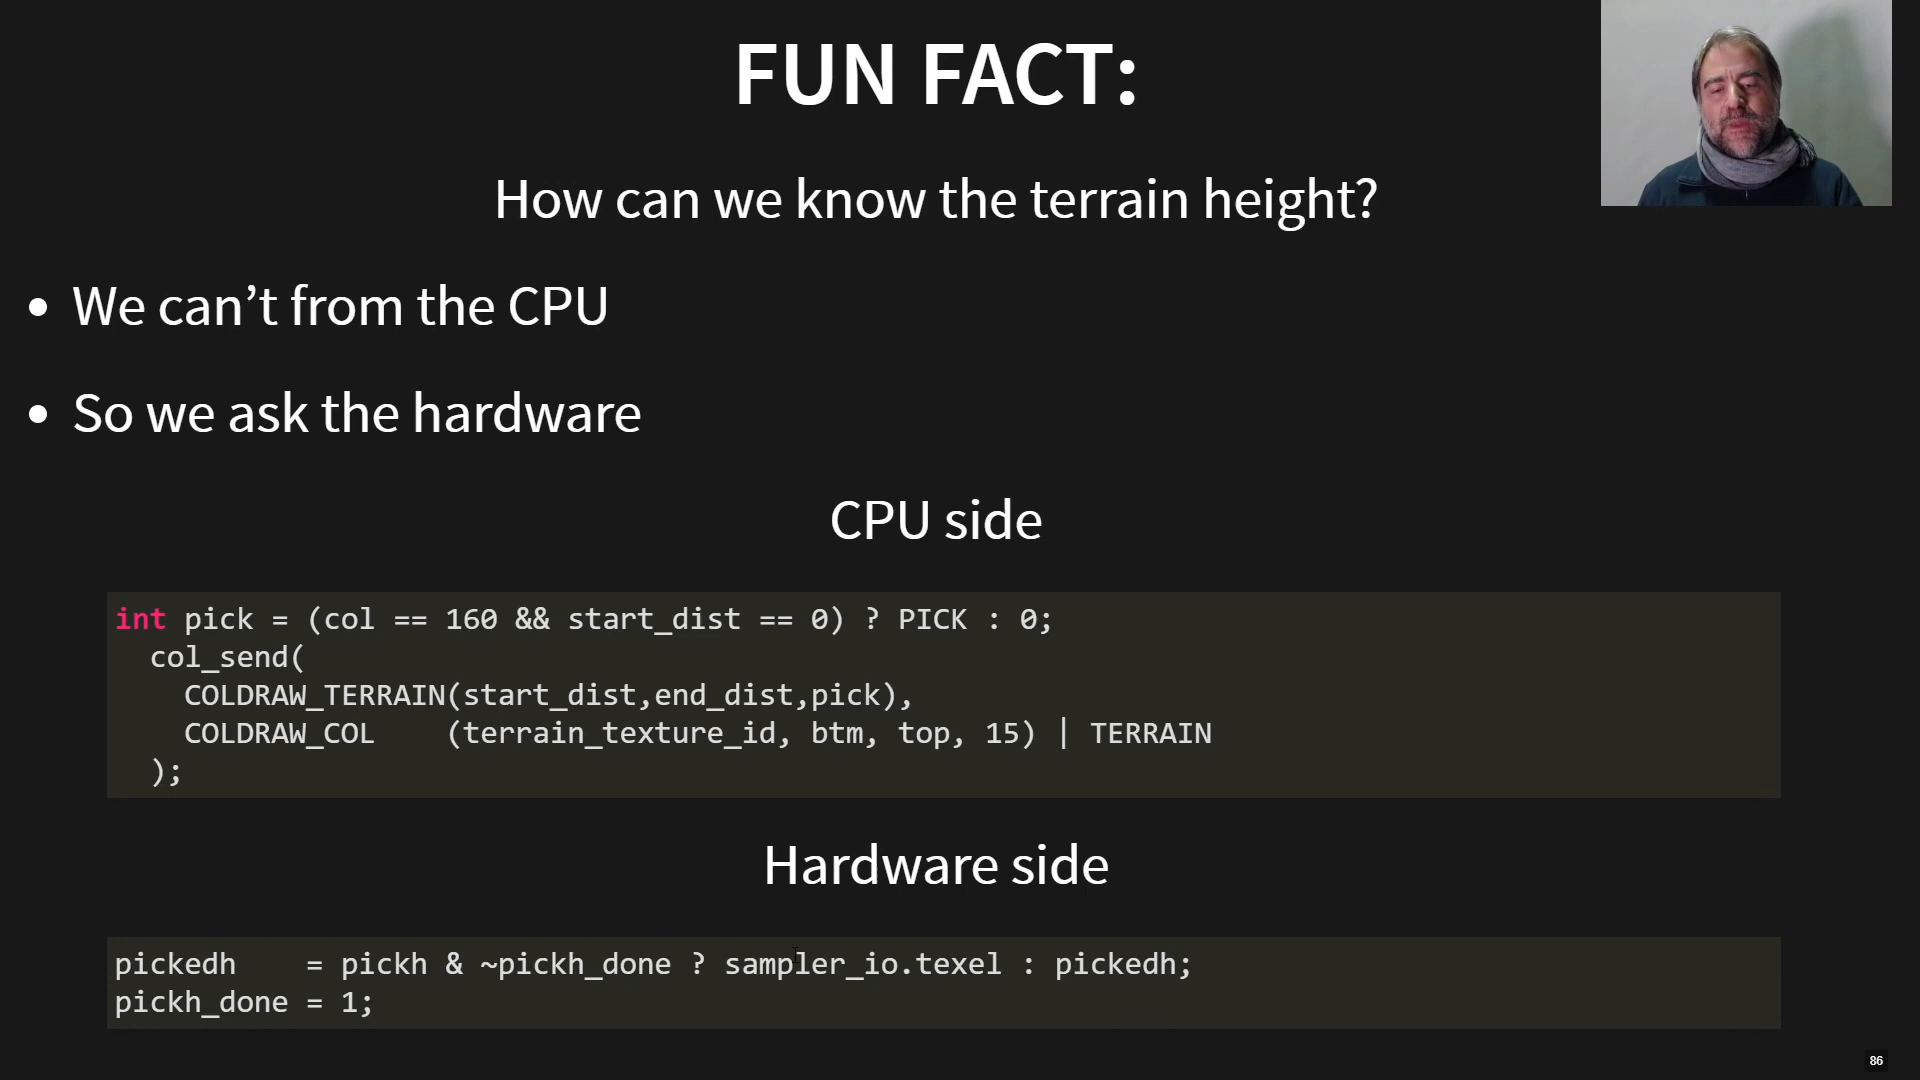 FUN FACT:
How can we know the terrain height?
• We can’t from the CPU
• So we ask the hardware
CPU side
int pick = (col == 160 && start_dist == 0) ? PICK : 0;
  col_send(
    COLDRAW_TERRAIN(start_dist,end_dist,pick),
    COLDRAW_COL    (terrain_texture_id, btm, top, 15) | TERRAIN
  );
Hardware side
pickedh    = pickh & ~pickh_done ? sampler_io.texel : pickedh;
pickh_done = 1;
86